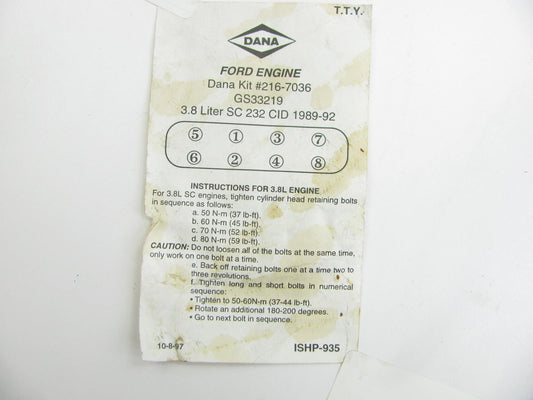 T.T.Y.
DANA
FORD ENGINE
Dana Kit #216-7036
GS33219
3.8 Liter SC 232 CID 1989-92
⑤ ① ③ ⑦
⑥ ② ④ ⑧
INSTRUCTIONS FOR 3.8L ENGINE
For 3.8L SC engines, tighten cylinder head retaining bolts
in sequence as follows:
a. 50 N-m (37 lb-ft).
b. 60 N-m (45 lb-ft).
c. 70 N-m (52 lb-ft).
d. 80 N-m (59 lb-ft).
CAUTION: Do not loosen all of the bolts at the same time,
only work on one bolt at a time.
e. Back off retaining bolts one at a time two to
three revolutions.
f. Tighten long and short bolts in numerical
sequence:
• Tighten to 50-60N-m (37-44 lb-ft).
• Rotate an additional 180-200 degrees.
• Go to next bolt in sequence.
10-8-97
ISHP-935